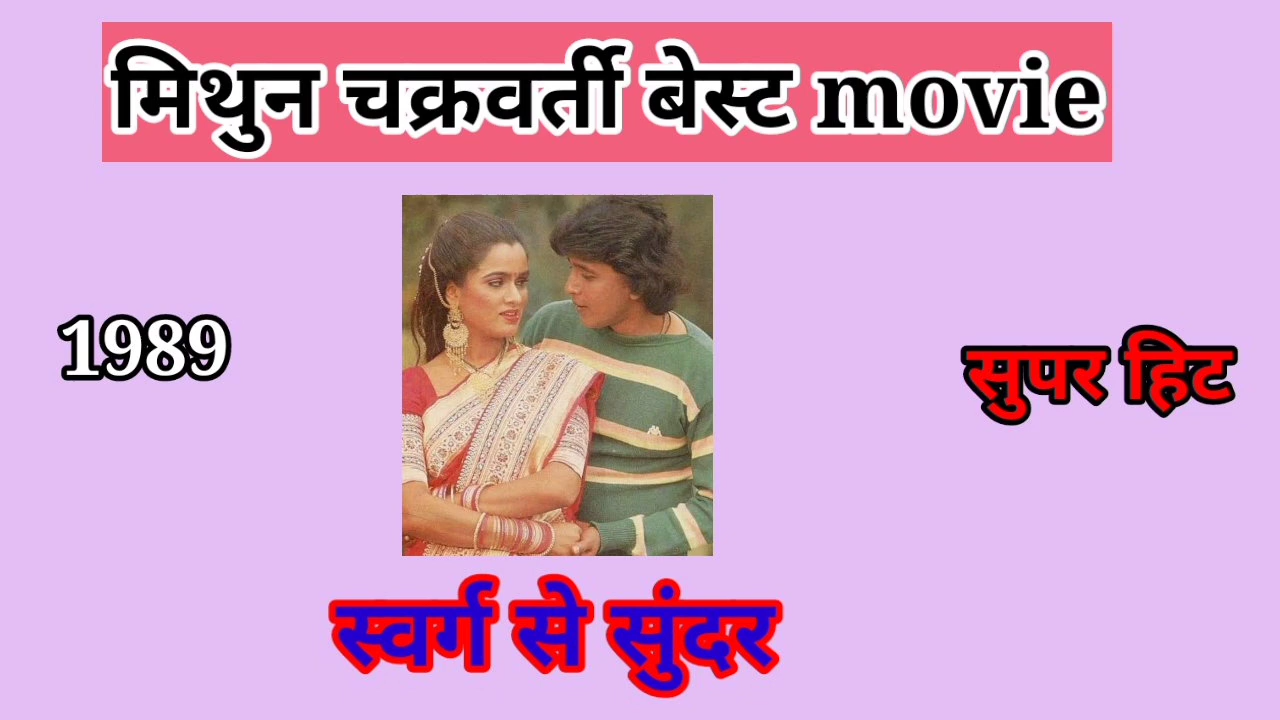 मिथुन चक्रवर्ती बेस्ट movie
1989
सुपर हिट
स्वर्ग से सुंदर